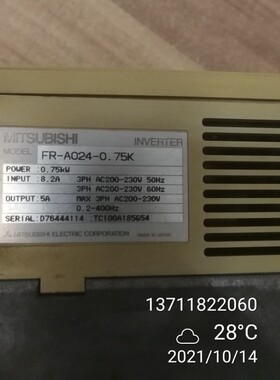 MITSUBISHI INVERTER
MODEL FR-A024-0.75K
POWER : 0.75kW
INPUT : 8.2A 3PH AC200-230V 50Hz
3PH AC200-230V 60Hz
OUTPUT : 5A MAX 3PH AC200-230V
0.2-400Hz
SERIAL: D76444114 :TC100A185G54
MITSUBISHI ELECTRIC CORPORATION MADE IN JAPAN
13711822060
28°C
2021/10/14